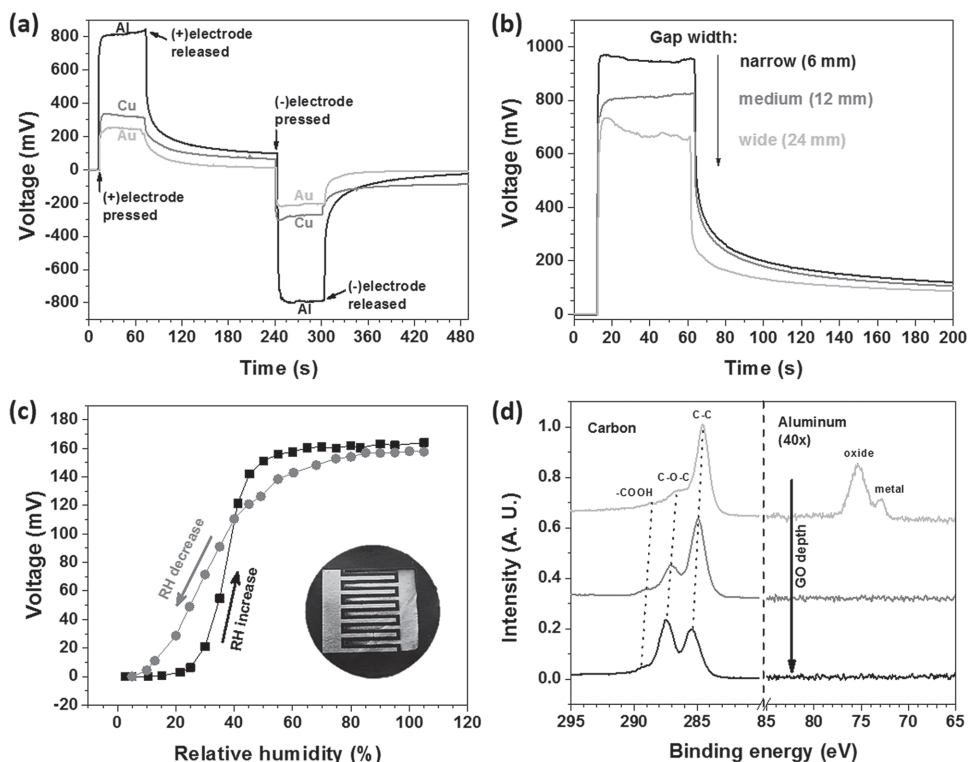 (a)
800
600
400
200
0
-200
-400
-600
-800
Voltage (mV)
0 60 120 180 240 300 360 420 480
Time (s)
Al
(+)electrode
released
(-)electrode
pressed
Cu
Au
(+)electrode
pressed
Au
Cu
(-)electrode
released
Al
(b)
1000
800
600
400
200
0
Voltage (mV)
0 20 40 60 80 100 120 140 160 180 200
Time (s)
Gap width:
narrow (6 mm)
medium (12 mm)
wide (24 mm)
(c)
180
160
140
120
100
80
60
40
20
0
-20
Voltage (mV)
0 20 40 60 80 100 120
Relative humidity (%)
RH decrease
RH increase
(d)
1.0
0.8
0.6
0.4
0.2
0.0
Intensity (A. U.)
295 290 285 85 80 75 70 65
Binding energy (eV)
Carbon
C-C
C-O-C
-COOH
Aluminum
(40x)
oxide
metal
GO depth